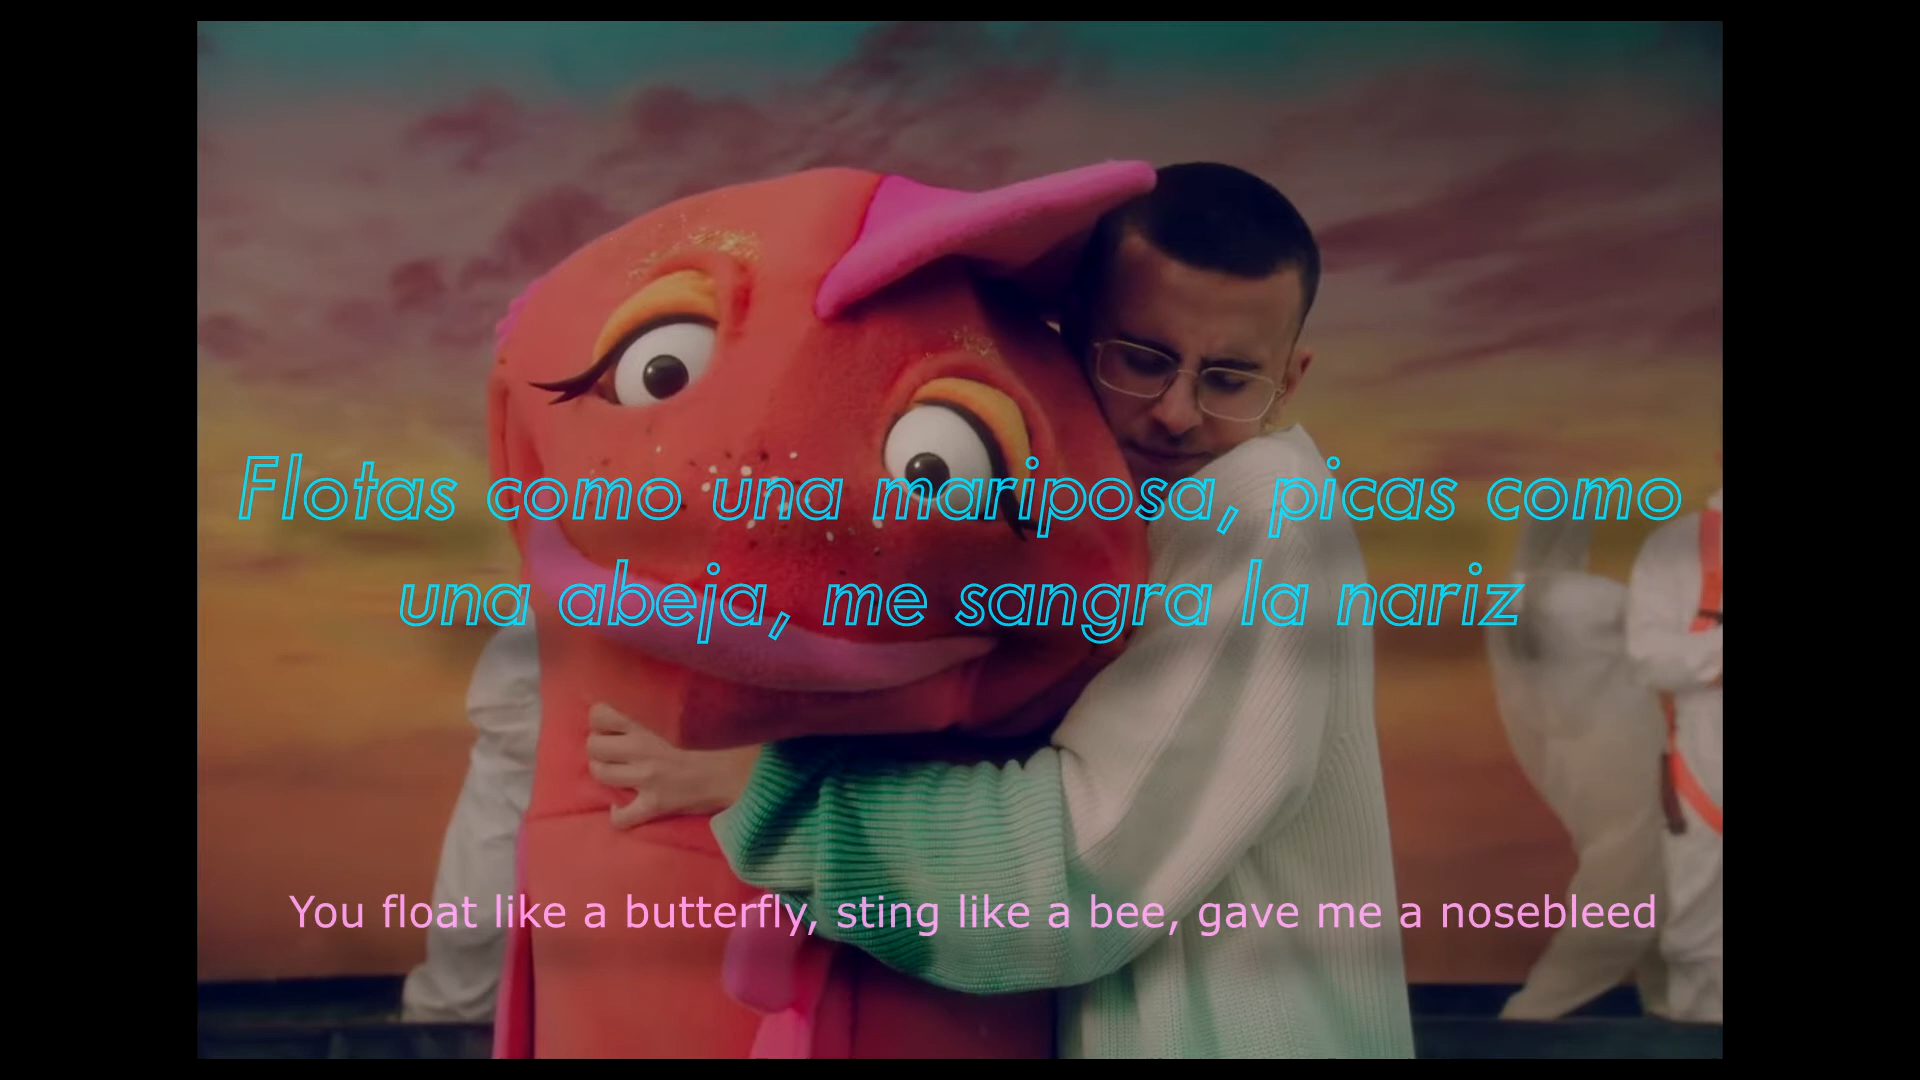 Flotas como una mariposa, picas como
una abeja, me sangra la nariz
You float like a butterfly, sting like a bee, gave me a nosebleed